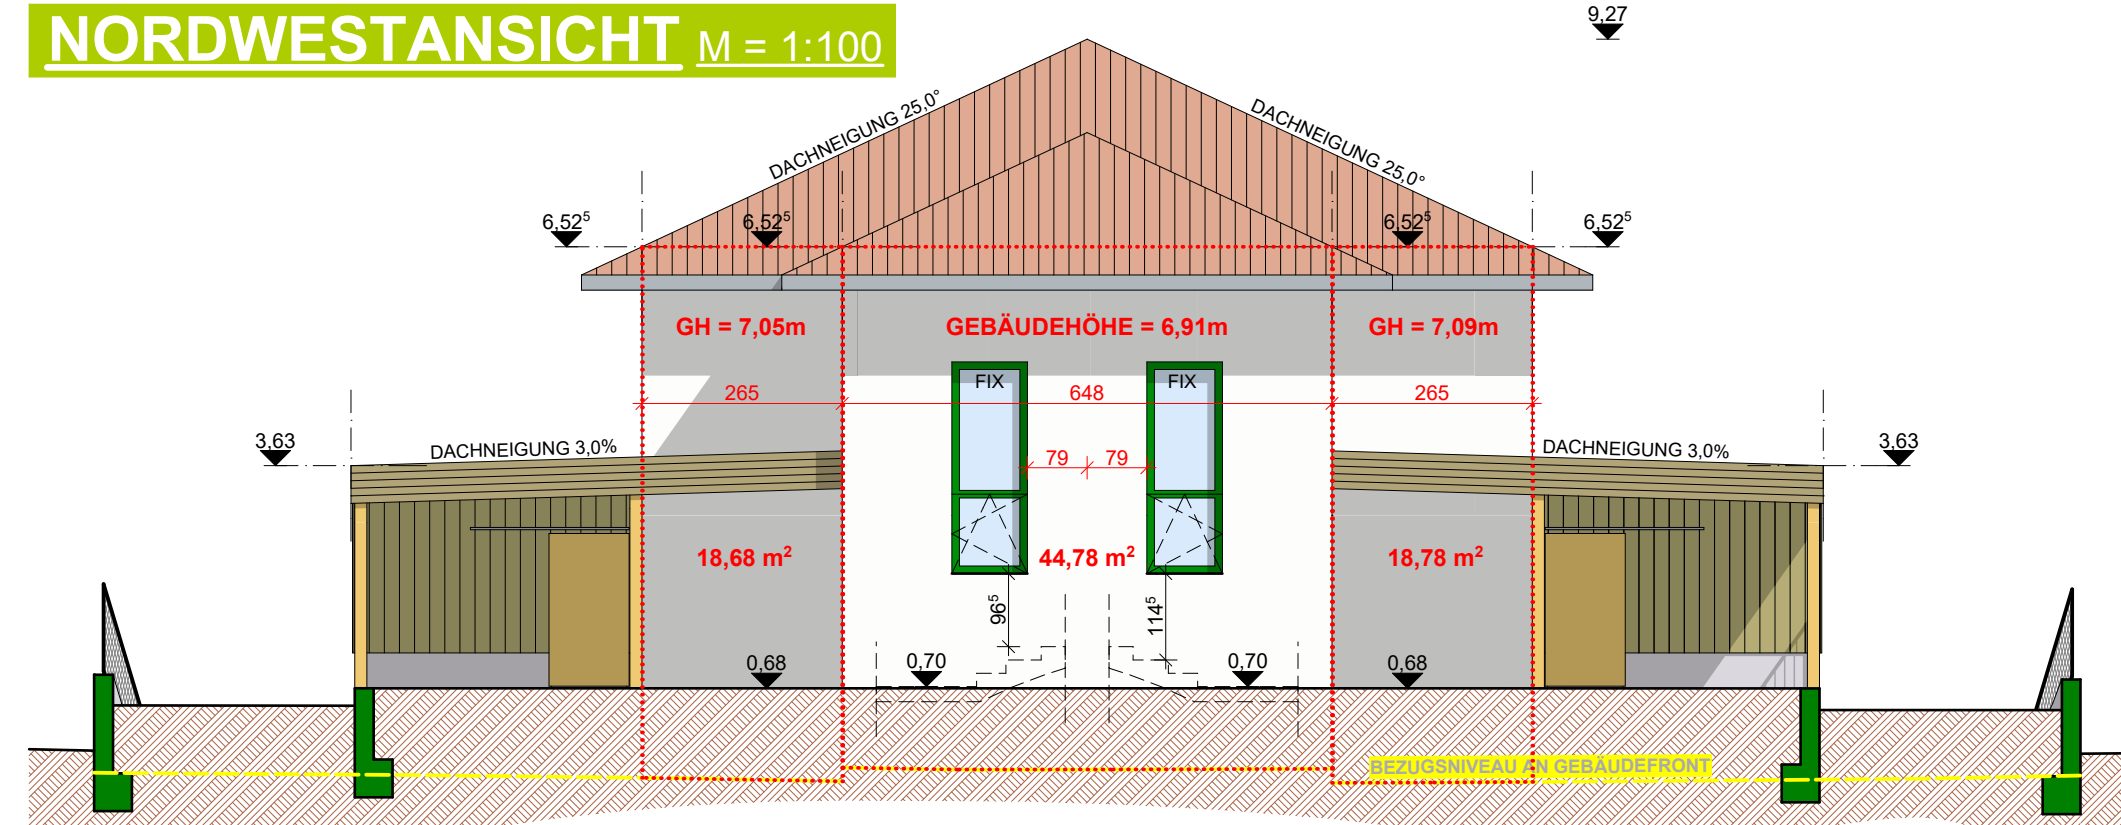 NORDWESTANSICHT M = 1:100
9,27
DACHNEIGUNG 25,0°
DACHNEIGUNG 25,0°
6,52⁵
6,52⁵
6,52⁵
6,52⁵
GH = 7,05m
GEBÄUDEHÖHE = 6,91m
GH = 7,09m
FIX
FIX
265
648
265
3,63
DACHNEIGUNG 3,0%
79
79
DACHNEIGUNG 3,0%
3,63
18,68 m²
44,78 m²
18,78 m²
96⁵
114⁵
0,68
0,70
0,70
0,68
BEZUGSNIVEAU AN GEBÄUDEFRONT